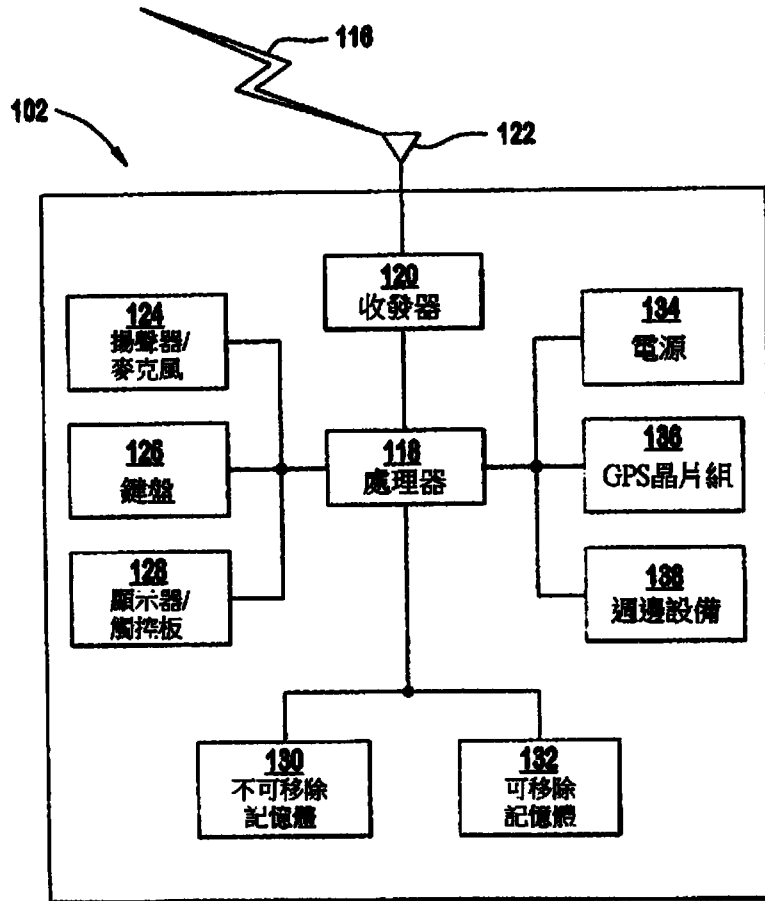 116
102
122
120
收發器
124
揚聲器/
麥克風
134
電源
126
鍵盤
118
處理器
136
GPS晶片組
128
顯示器/
觸控板
138
週邊設備
130
不可移除
記憶體
132
可移除
記憶體